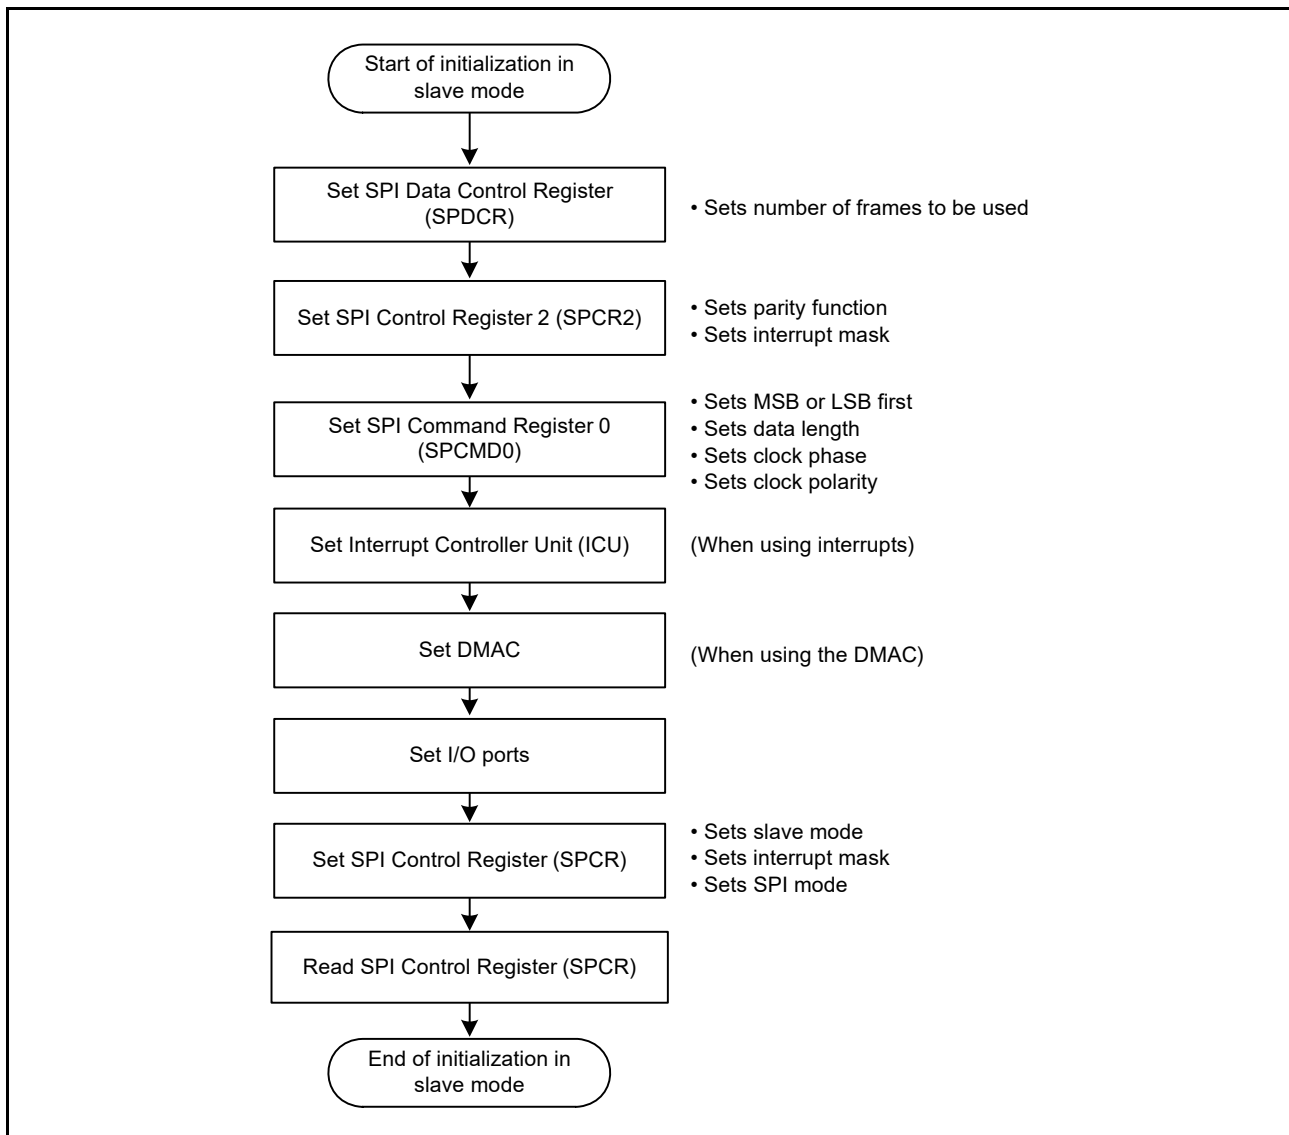 Start of initialization in
slave mode
Set SPI Data Control Register
(SPDCR)
• Sets number of frames to be used
Set SPI Control Register 2 (SPCR2)
• Sets parity function
• Sets interrupt mask
Set SPI Command Register 0
(SPCMD0)
• Sets MSB or LSB first
• Sets data length
• Sets clock phase
• Sets clock polarity
Set Interrupt Controller Unit (ICU)
(When using interrupts)
Set DMAC
(When using the DMAC)
Set I/O ports
Set SPI Control Register (SPCR)
• Sets slave mode
• Sets interrupt mask
• Sets SPI mode
Read SPI Control Register (SPCR)
End of initialization in
slave mode